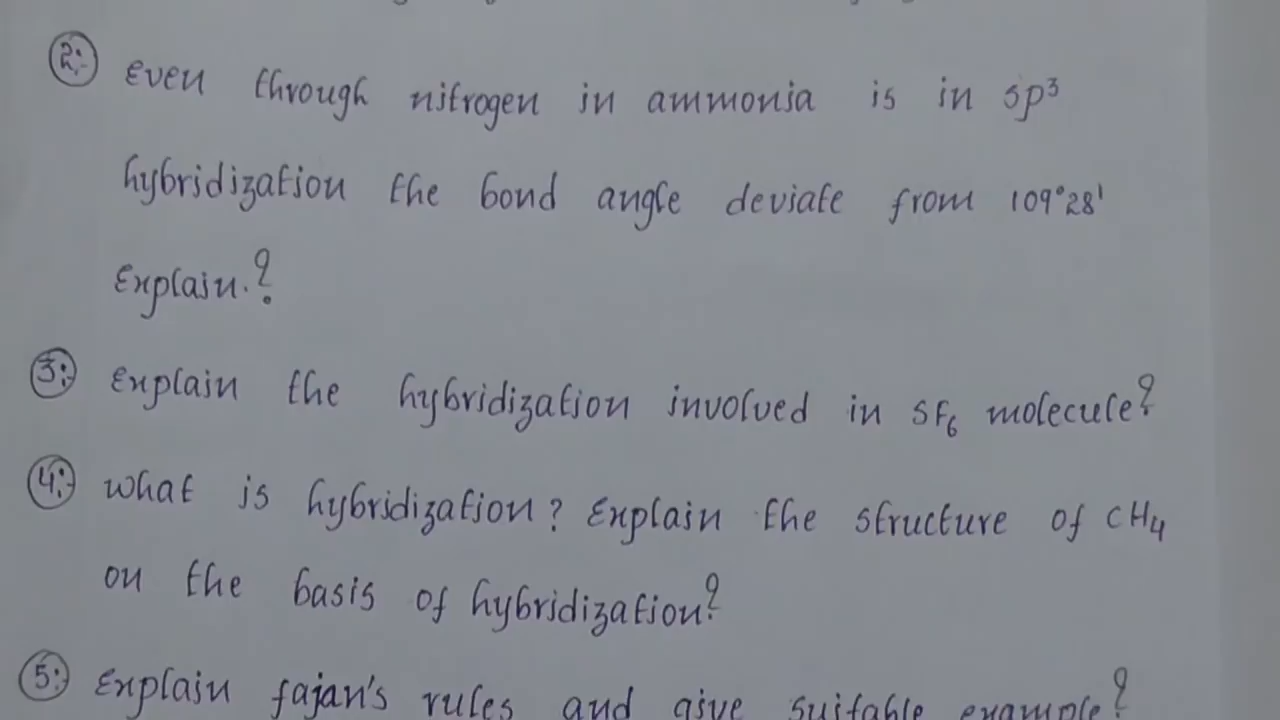 2:- Even through nitrogen in ammonia is in sp³
hybridization the bond angle deviate from 109°28'
Explain.?
3:- Explain the hybridization involved in SF₆ molecule?
4:- what is hybridization? Explain the structure of CH₄
on the basis of hybridization?
5:- Explain fajan's rules and give suitable example?